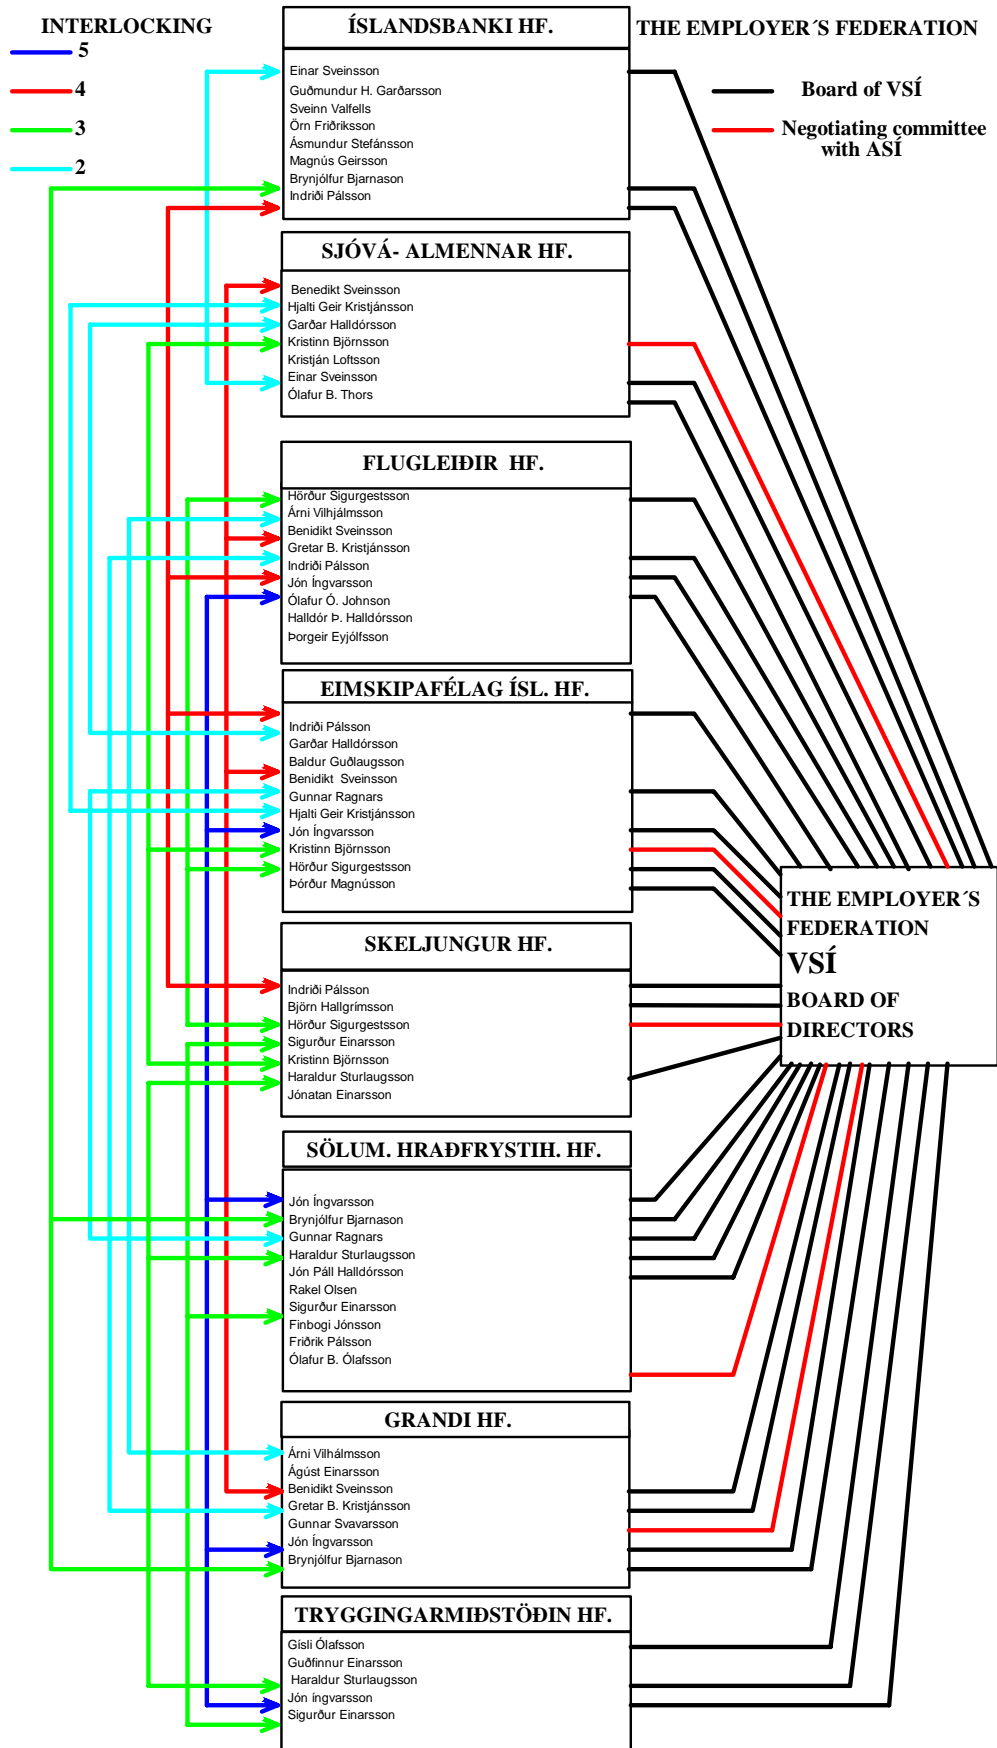 INTERLOCKING
5
4
3
2
ÍSLANDSBANKI HF.
Einar Sveinsson
Guðmundur H. Garðarsson
Sveinn Valfells
Örn Friðriksson
Ásmundur Stefánsson
Magnús Geirsson
Brynjólfur Bjarnason
Indriði Pálsson
THE EMPLOYER´S FEDERATION
Board of VSÍ
Negotiating committee
with ASÍ
SJÓVÁ- ALMENNAR HF.
Benedikt Sveinsson
Hjalti Geir Kristjánsson
Garðar Halldórsson
Kristinn Björnsson
Kristján Loftsson
Einar Sveinsson
Ólafur B. Thors
FLUGLEIÐIR HF.
Hörður Sigurgestsson
Árni Vilhjálmsson
Benidikt Sveinsson
Gretar B. Kristjánsson
Indriði Pálsson
Jón Íngvarsson
Ólafur Ó. Johnson
Halldór Þ. Halldórsson
Þorgeir Eyjólfsson
EIMSKIPAFÉLAG ÍSL. HF.
Indriði Pálsson
Garðar Halldórsson
Baldur Guðlaugsson
Benidikt Sveinsson
Gunnar Ragnars
Hjalti Geir Kristjánsson
Jón Íngvarsson
Kristinn Björnsson
Hörður Sigurgestsson
Þórður Magnússon
THE EMPLOYER´S
FEDERATION
VSÍ
BOARD OF
DIRECTORS
SKELJUNGUR HF.
Indriði Pálsson
Björn Hallgrímsson
Hörður Sigurgestsson
Sigurður Einarsson
Kristinn Björnsson
Haraldur Sturlaugsson
Jónatan Einarsson
SÖLUM. HRAÐFRYSTIH. HF.
Jón Íngvarsson
Brynjólfur Bjarnason
Gunnar Ragnars
Haraldur Sturlaugsson
Jón Páll Halldórsson
Rakel Olsen
Sigurður Einarsson
Finbogi Jónsson
Friðrik Pálsson
Ólafur B. Ólafsson
GRANDI HF.
Árni Vilhálmsson
Ágúst Einarsson
Benidikt Sveinsson
Gretar B. Kristjánsson
Gunnar Svavarsson
Jón Íngvarsson
Brynjólfur Bjarnason
TRYGGINGARMIÐSTÖÐIN HF.
Gísli Ólafsson
Guðfinnur Einarsson
Haraldur Sturlaugsson
Jón íngvarsson
Sigurður Einarsson